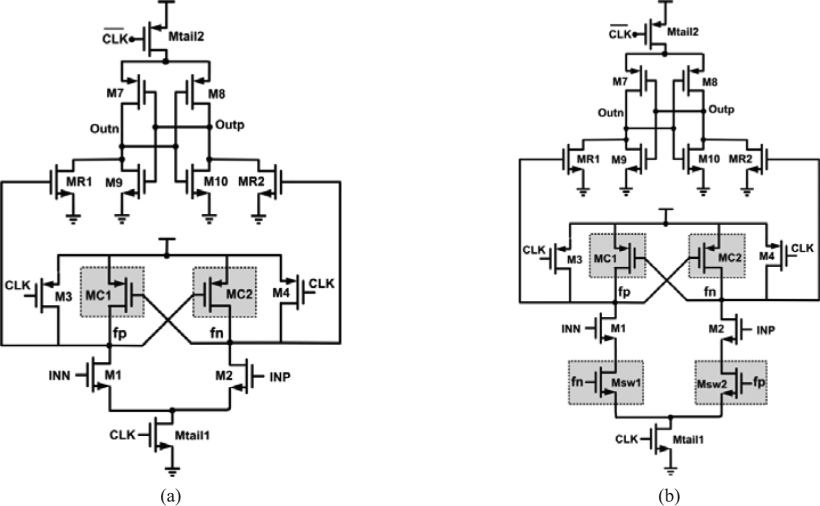 Mtail2
CLK
M7
M8
Outn
Outp
MR1
M9
M10
MR2
CLK
M3
MC1
MC2
M4
CLK
fp
fn
INN
M1
M2
INP
CLK
Mtail1
(a)
Mtail2
CLK
M7
M8
Outn
Outp
MR1
M9
M10
MR2
CLK
M3
MC1
MC2
M4
CLK
fp
fn
INN
M1
M2
INP
fn
Msw1
Msw2
fp
CLK
Mtail1
(b)